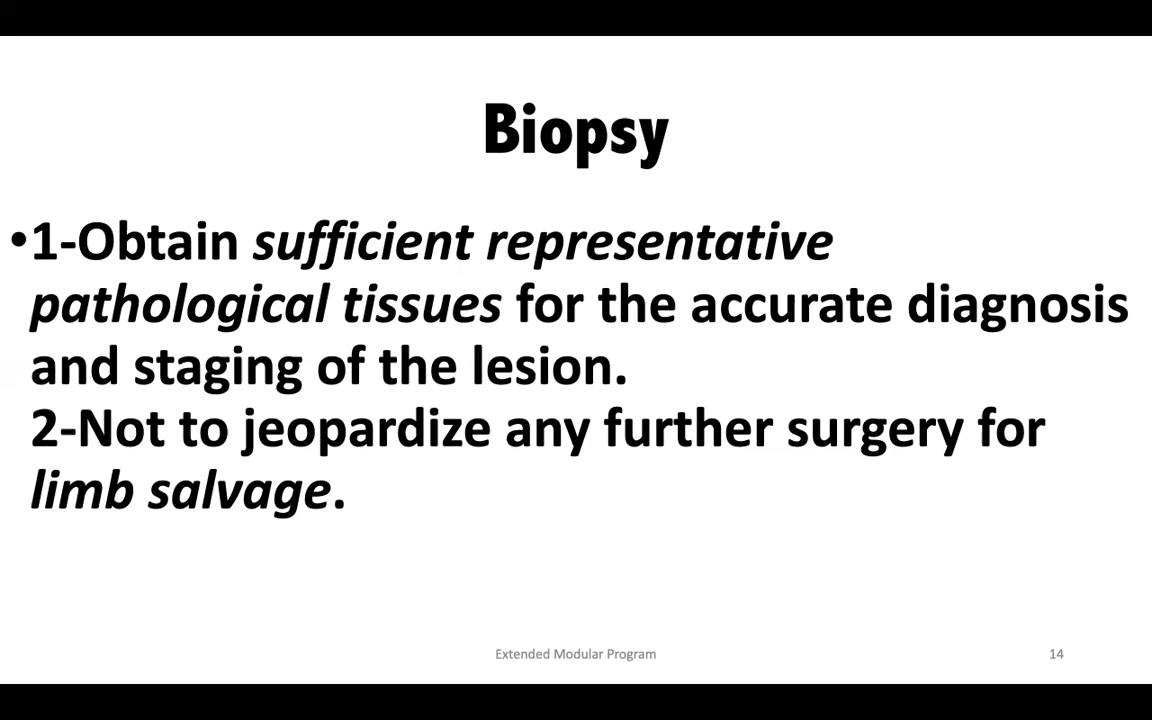 Biopsy
•1-Obtain sufficient representative
pathological tissues for the accurate diagnosis
and staging of the lesion.
2-Not to jeopardize any further surgery for
limb salvage.
Extended Modular Program
14